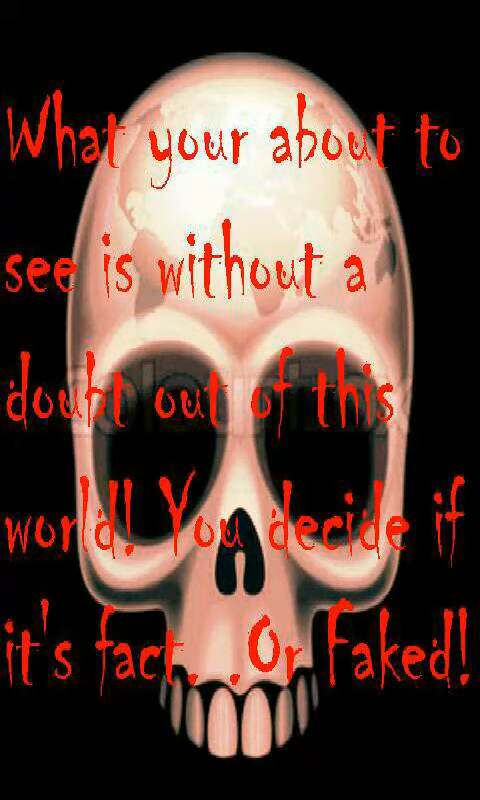 What your about to
see is without a
doubt out of this
world! You decide if
it's fact...Or Faked!